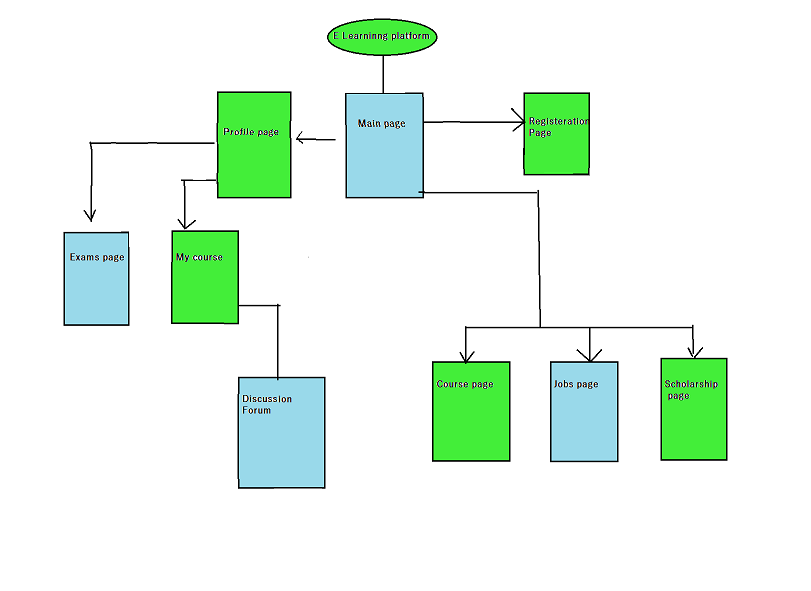 E Learninng platform
Main page
Profile page
Registeration
Page
Exams page
My course
Discussion
Forum
Course page
Jobs page
Scholarship
page